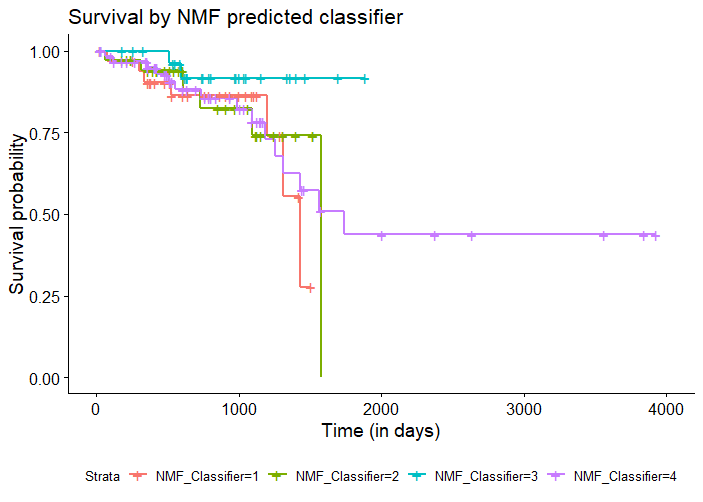 Survival by NMF predicted classifier
Survival probability
1.00
0.75
0.50
0.25
0.00
0 1000 2000 3000 4000
Time (in days)
Strata NMF_Classifier=1 NMF_Classifier=2 NMF_Classifier=3 NMF_Classifier=4